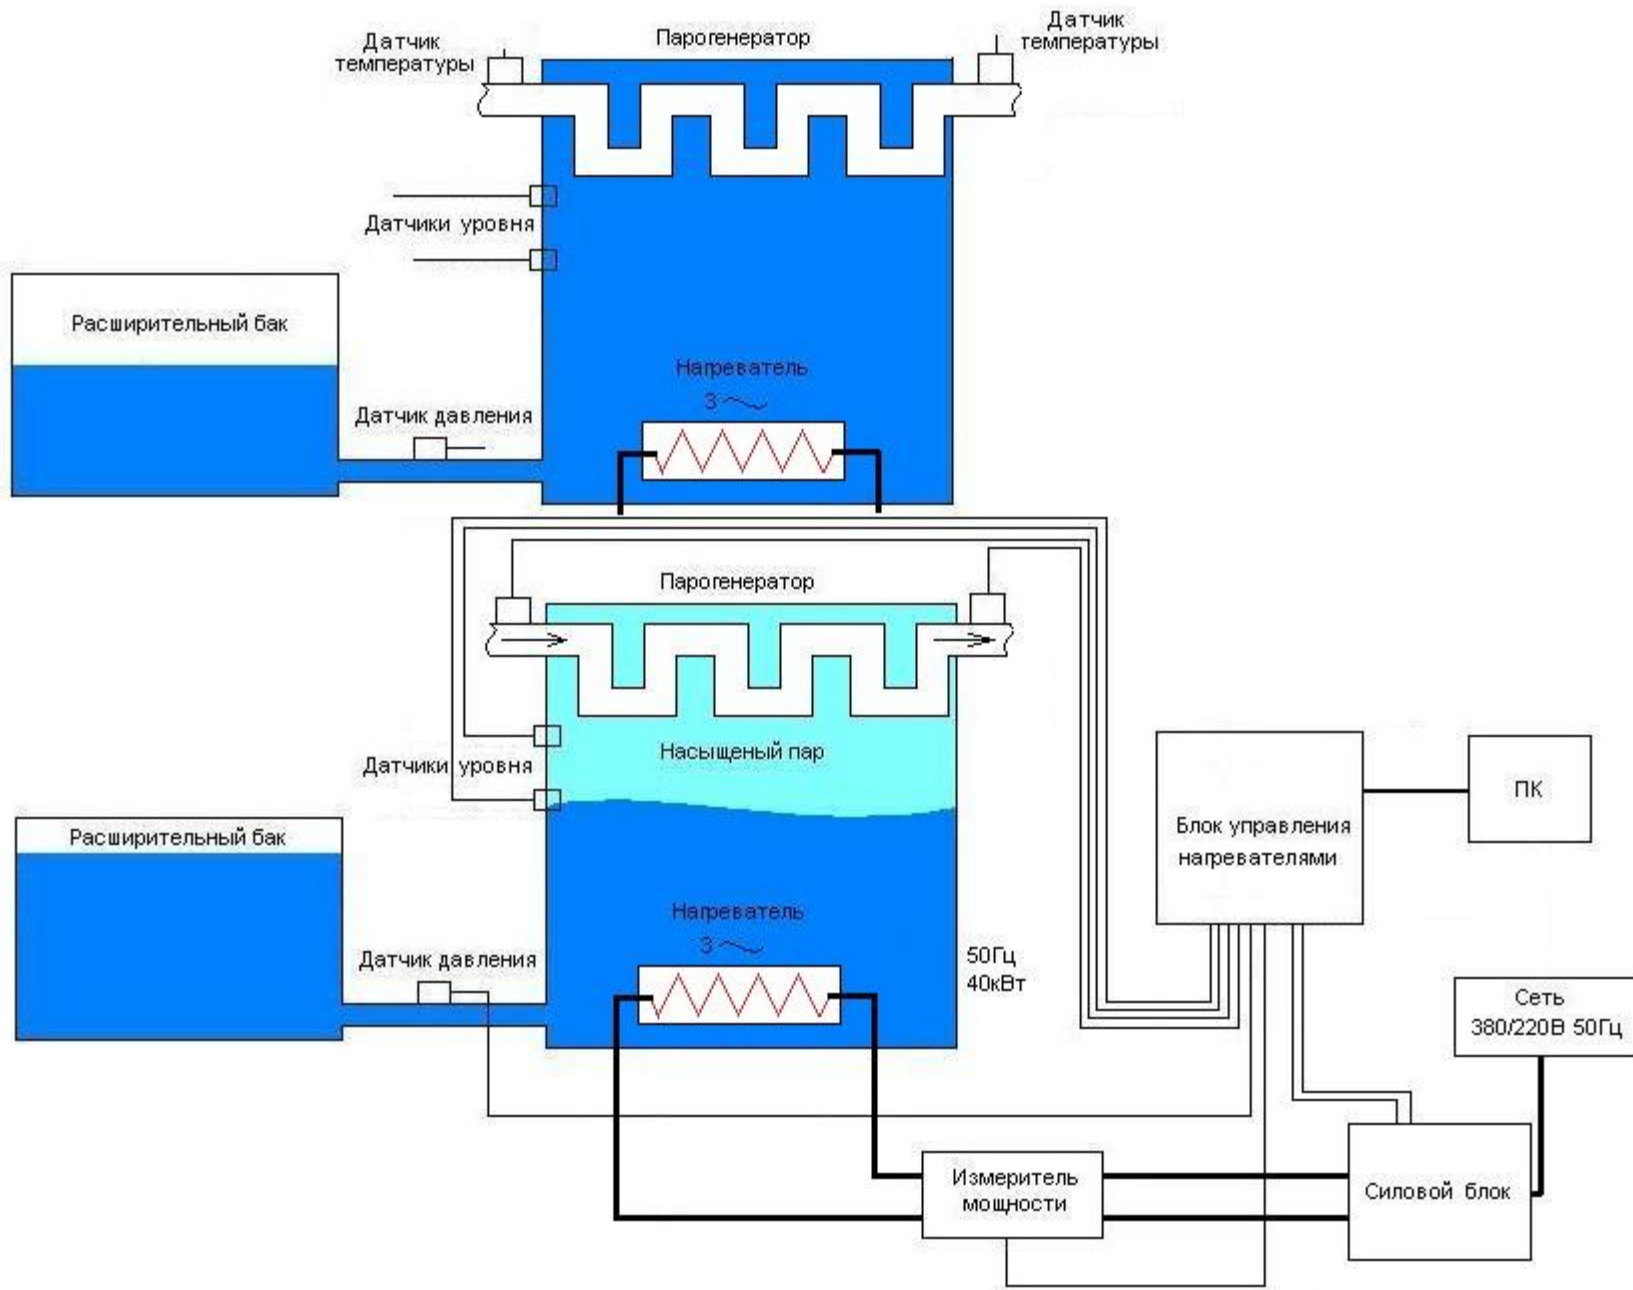 Датчик
температуры
Парогенератор
Датчик
температуры
Датчики уровня
Расширительный бак
Нагреватель
3
Датчик давления
Парогенератор
Насыщеный пар
Датчики уровня
ПК
Блок управления
нагревателями
Расширительный бак
Нагреватель
3
Датчик давления
50Гц
40кВт
Сеть
380/220В 50Гц
Измеритель
мощности
Силовой блок